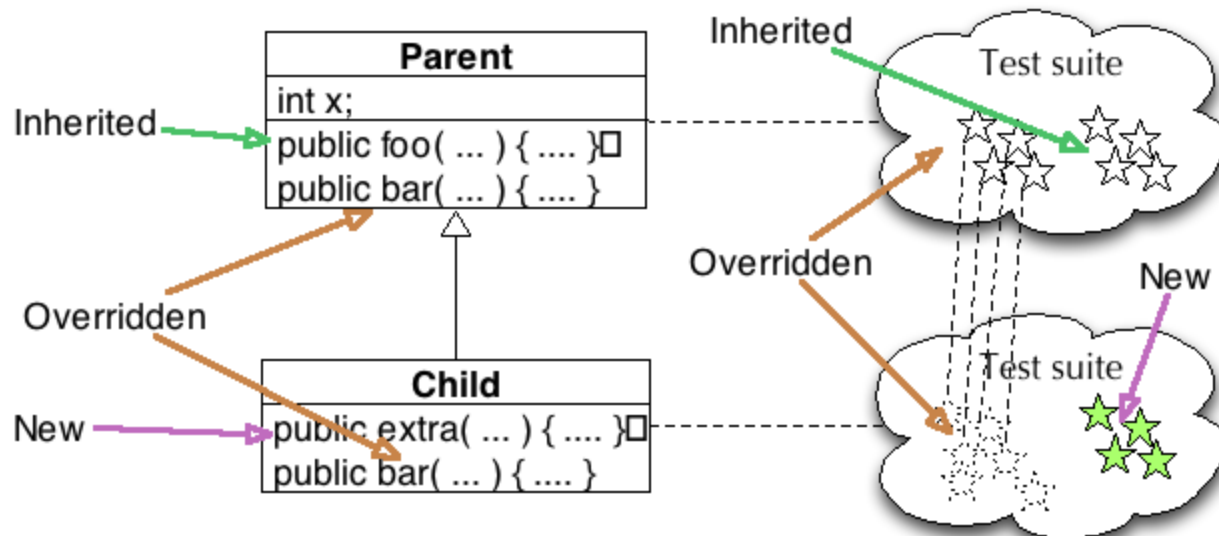 Inherited
Parent
Test suite
int x;
Inherited
public foo( ... ) { .... }
public bar( ... ) { .... }
Overridden
New
Overridden
Test suite
Child
New
public extra( ... ) { .... }
public bar( ... ) { .... }